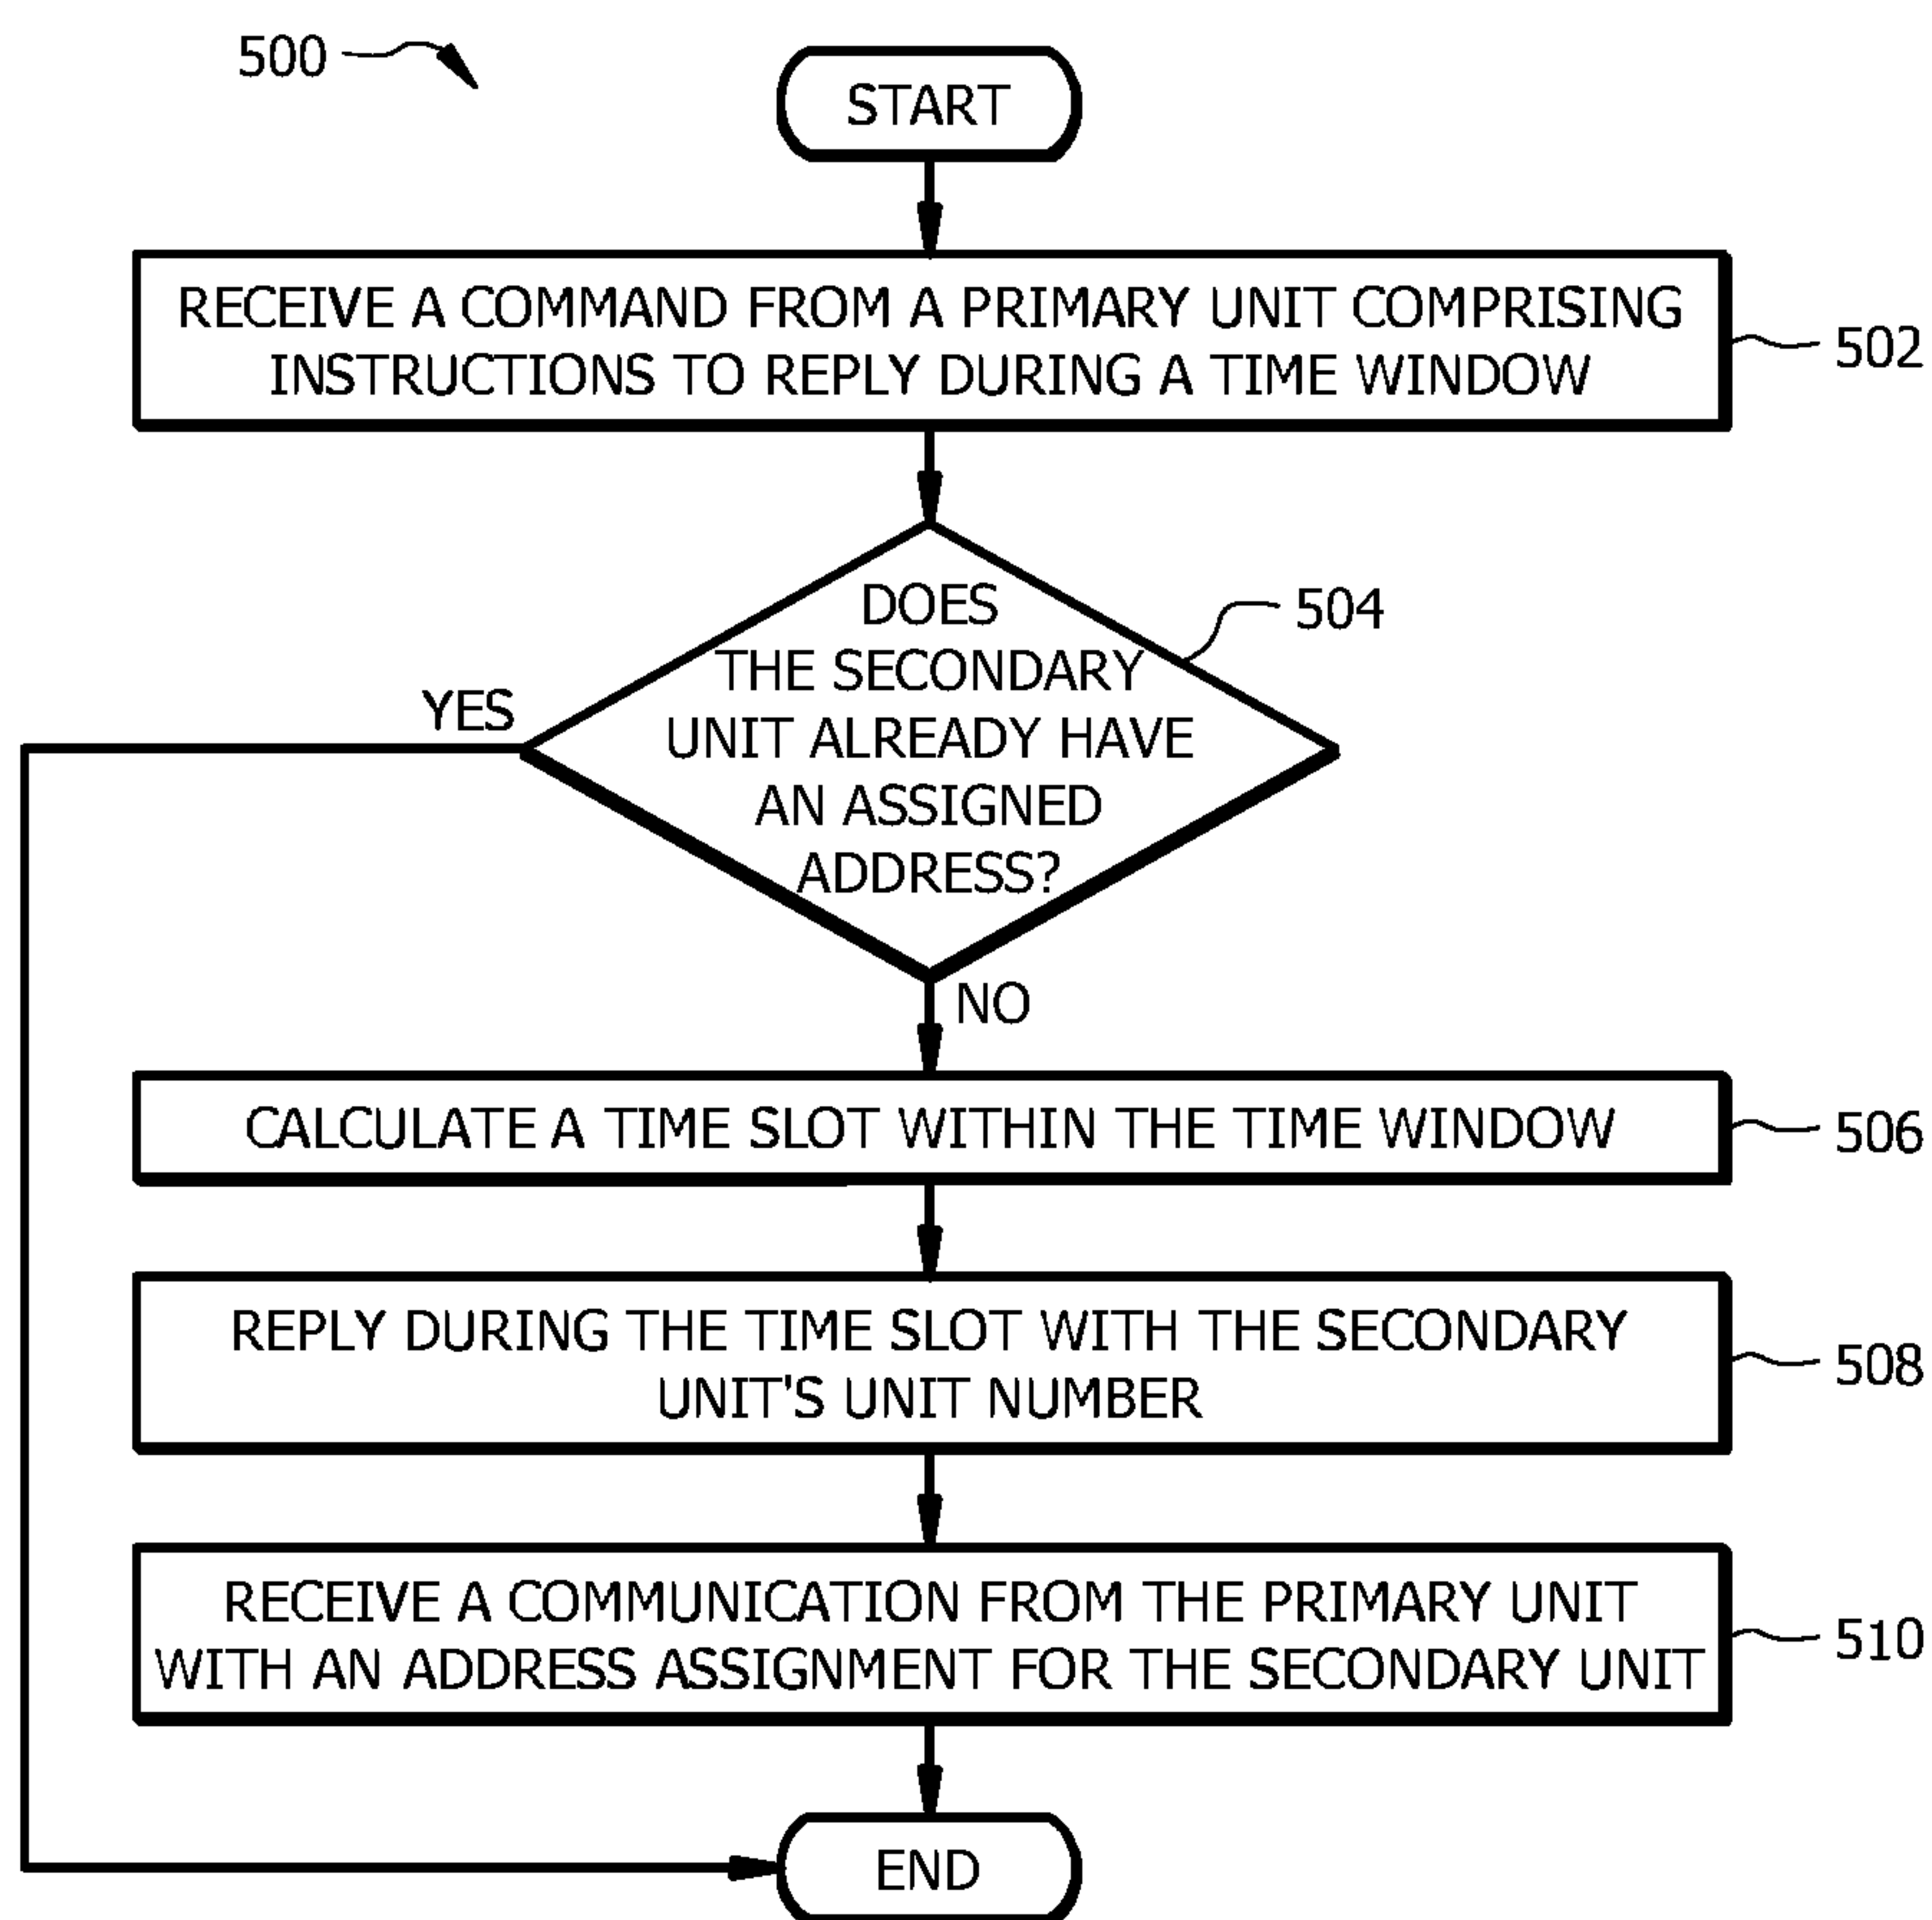 500
START
RECEIVE A COMMAND FROM A PRIMARY UNIT COMPRISING
INSTRUCTIONS TO REPLY DURING A TIME WINDOW
502
DOES
THE SECONDARY
UNIT ALREADY HAVE
AN ASSIGNED
ADDRESS?
504
YES
NO
CALCULATE A TIME SLOT WITHIN THE TIME WINDOW
506
REPLY DURING THE TIME SLOT WITH THE SECONDARY
UNIT'S UNIT NUMBER
508
RECEIVE A COMMUNICATION FROM THE PRIMARY UNIT
WITH AN ADDRESS ASSIGNMENT FOR THE SECONDARY UNIT
510
END